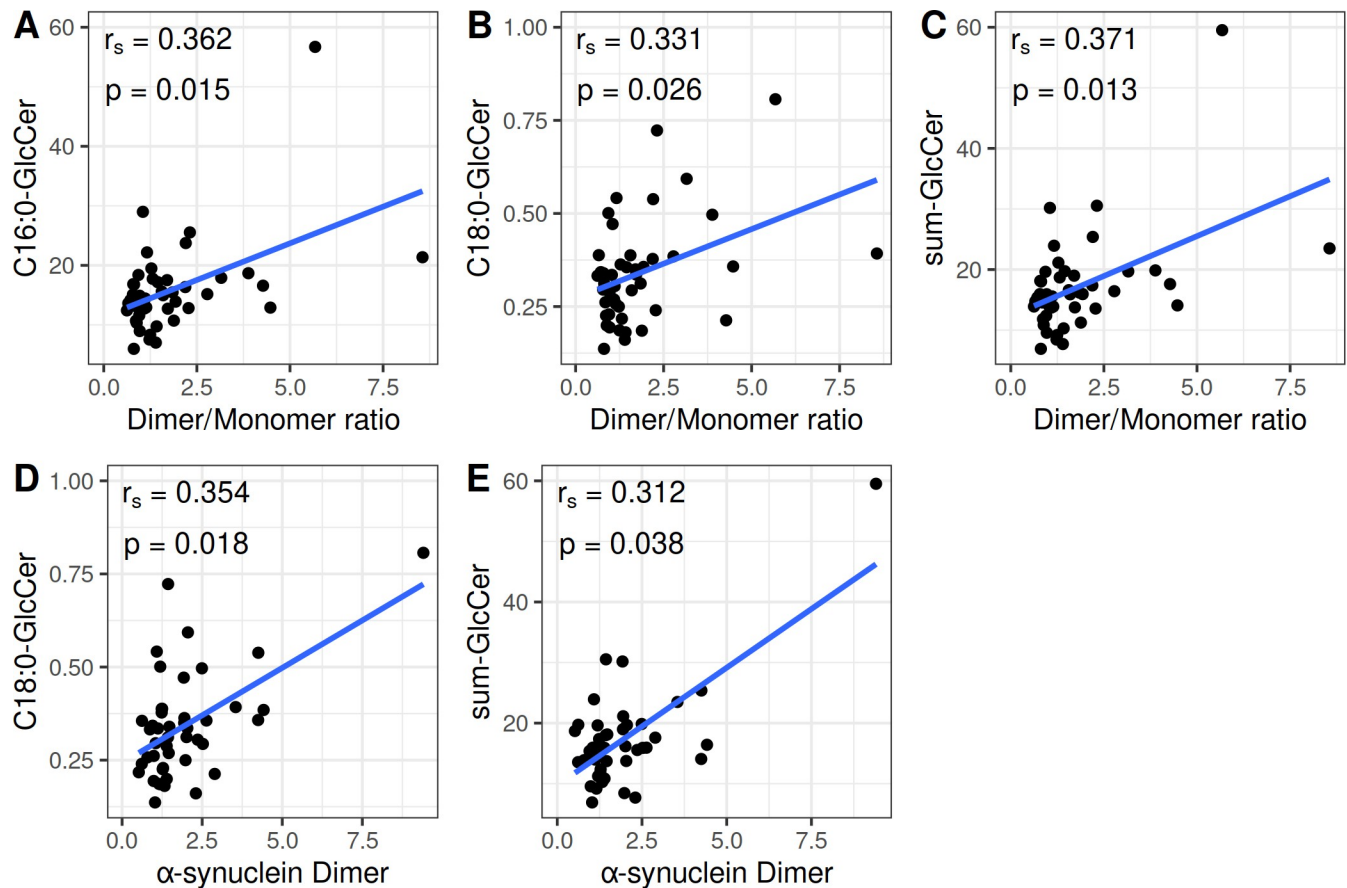 A
rs = 0.362
p = 0.015
C16:0-GlcCer
60
40
20
0.0 2.5 5.0 7.5
Dimer/Monomer ratio
B
rs = 0.331
p = 0.026
C18:0-GlcCer
1.00
0.75
0.50
0.25
0.0 2.5 5.0 7.5
Dimer/Monomer ratio
C
rs = 0.371
p = 0.013
sum-GlcCer
60
40
20
0.0 2.5 5.0 7.5
Dimer/Monomer ratio
D
rs = 0.354
p = 0.018
C18:0-GlcCer
1.00
0.75
0.50
0.25
0.0 2.5 5.0 7.5
α-synuclein Dimer
E
rs = 0.312
p = 0.038
sum-GlcCer
60
40
20
0.0 2.5 5.0 7.5
α-synuclein Dimer